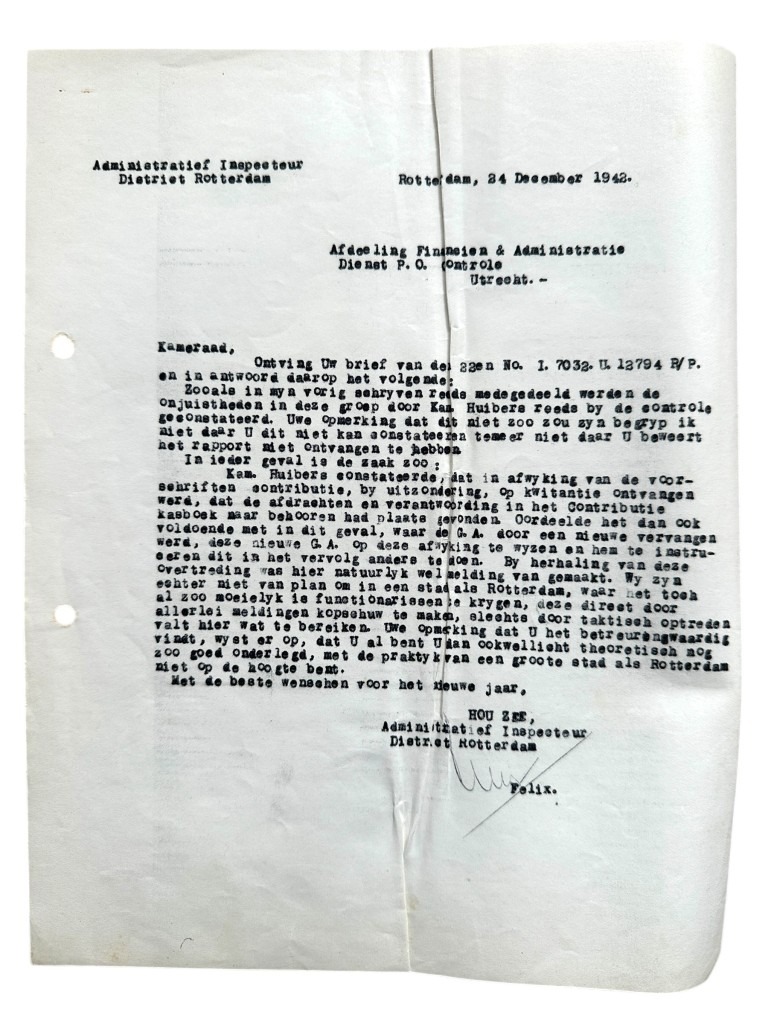 Administratief Inspecteur
District Rotterdam
Rotterdam, 24 December 1942.
Afdeeling Financien & Administratie
Dienst P.O. Controle
Utrecht.-
Kameraad,
Ontving Uw brief van den 22en No. I. 7032. U. 12794 P/P.
en in antwoord daarop het volgende:
Zooals in myn vorig schryven reeds medegedeeld werden de
onjuistheden in deze groep door Kam. Huibers reeds by de controle
geconstateerd. Uwe opmerking dat dit niet zoo zou zyn begryp ik
niet daar U dit niet kan constateeren temeer niet daar U beweert
het rapport niet ontvangen te hebben
In ieder geval is de zaak zoo:
Kam. Huibers constateerde, dat in afwyking van de voor-
schriften contributie, by uitzondering, op kwitantie ontvangen
werd, dat de afdrachten en verantwoording in het Contributie
kasboek naar behooren had plaats gevonden. Oordeelde het dan ook
voldoende met in dit geval, waar de G.A. door een nieuwe vervangen
werd, deze nieuwe G.A. op deze afwyking te wyzen en hem te instru-
eeren dit in het vervolg anders te doen. By herhaling van deze
overtreding was hier natuurlyk wel melding van gemaakt. Wy zyn
echter niet van plan om in een stad als Rotterdam, waar het toch
al zoo moeielyk is functionarissen te krygen, deze direct door
allerlei meldingen kopschuw te maken, slechts door taktisch optreden
valt hier wat te bereiken. Uwe opmerking dat U het betreurenswaardig
vindt, wyst er op, dat U al bent U dan ookwellicht theoretisch nog
zoo goed onderlegd, met de praktyk van een groote stad als Rotterdam
niet op de hoogte bent.
Met de beste wenschen voor het nieuwe jaar,
HOU ZEE,
Administratief Inspecteur
District Rotterdam
Felix.